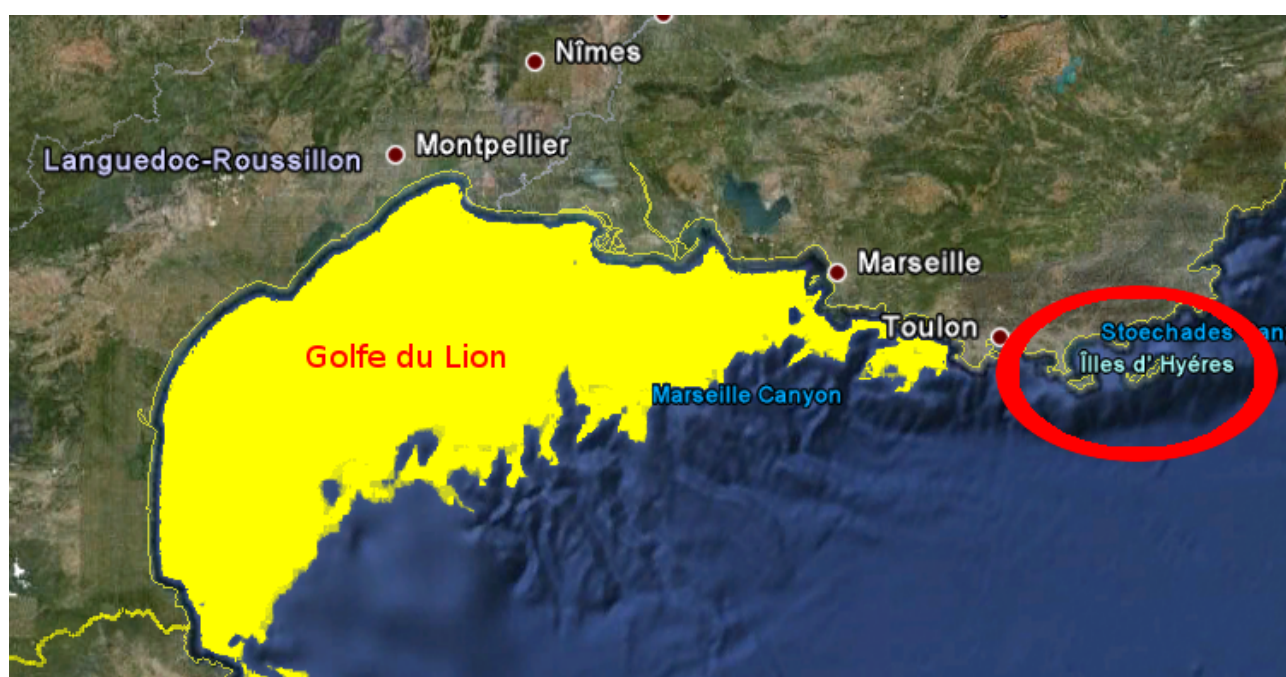 Nîmes
Montpellier
Languedoc-Roussillon
Marseille
Toulon
Stoechades
Golfe du Lion
Îlles d' Hyéres
Marseille Canyon